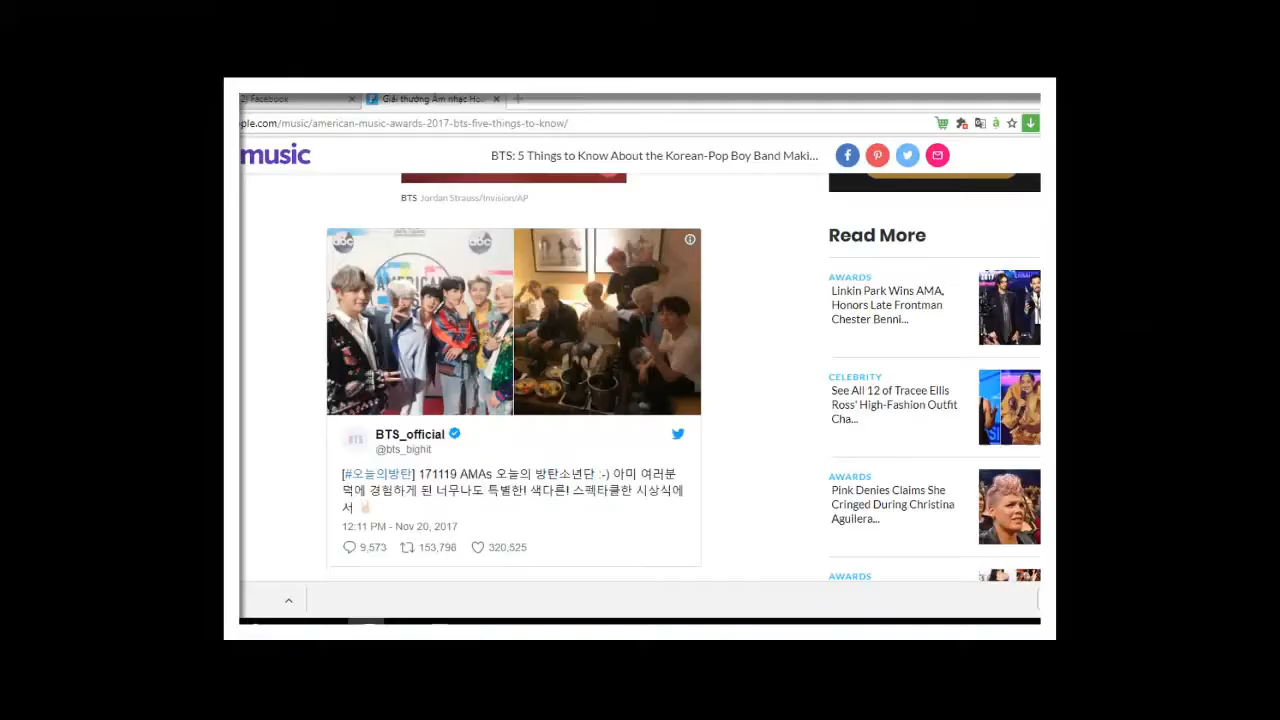 2) Facebook
Giải thưởng Âm nhạc Ho
ple.com/music/american-music-awards-2017-bts-five-things-to-know/
music
BTS: 5 Things to Know About the Korean-Pop Boy Band Maki...
BTS Jordan Strauss/Invision/AP
abc
abc
AMERICAN
BTS
BTS_official
@bts_bighit
[#오늘의방탄] 171119 AMAs 오늘의 방탄소년단 :-) 아미 여러분
덕에 경험하게 된 너무나도 특별한! 색다른! 스펙타클한 시상식에
서 ☝🏻
12:11 PM - Nov 20, 2017
9,573 153,798 320,525
Read More
AWARDS
Linkin Park Wins AMA,
Honors Late Frontman
Chester Benni...
CELEBRITY
See All 12 of Tracee Ellis
Ross' High-Fashion Outfit
Cha...
AWARDS
Pink Denies Claims She
Cringed During Christina
Aguilera...
AWARDS